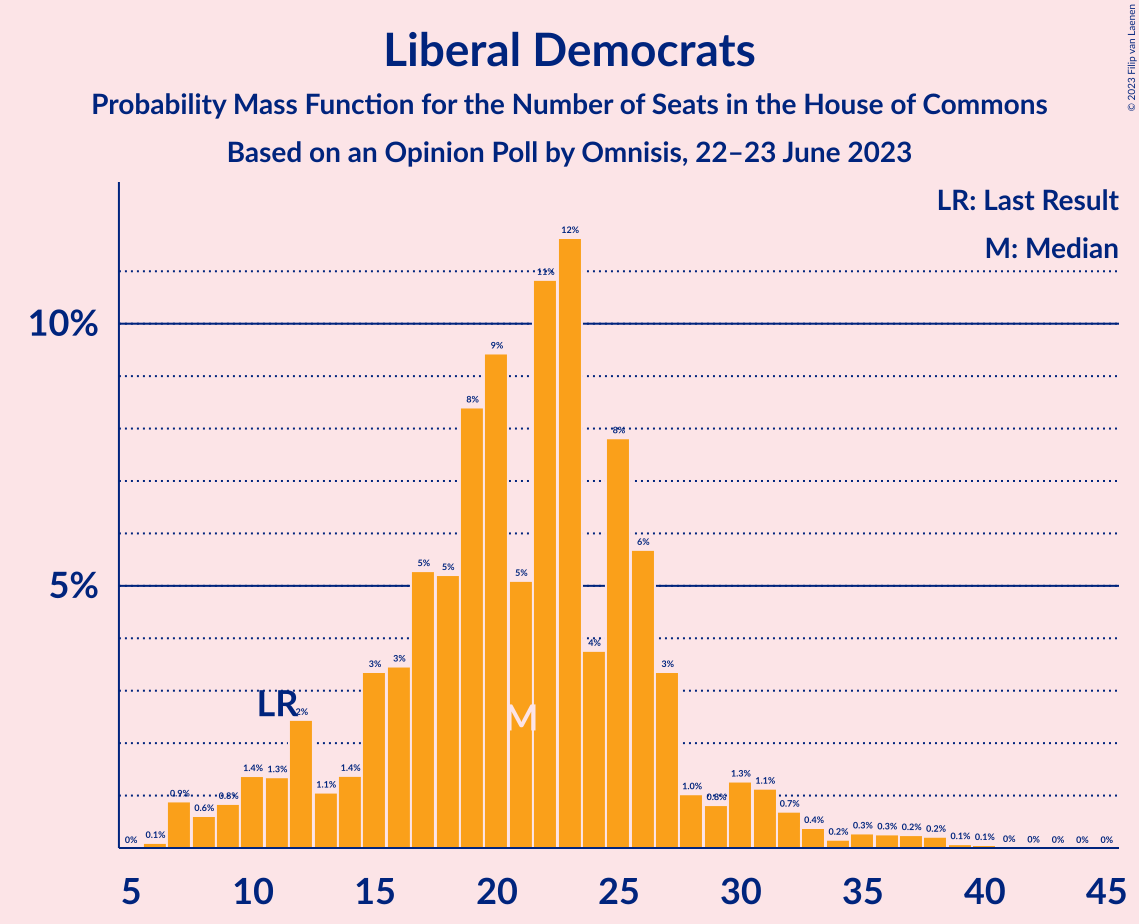 © 2023 Filip van Laenen
Liberal Democrats
Probability Mass Function for the Number of Seats in the House of Commons
Based on an Opinion Poll by Omnisis, 22–23 June 2023
LR: Last Result
M: Median
10%
5%
0% 0.1% 0.9% 0.6% 0.8% 1.4% 1.3% 2% 1.1% 1.4% 3% 3% 5% 5% 8% 9% 5% 11% 12% 4% 8% 6% 3% 1.0% 0.8% 1.3% 1.1% 0.7% 0.4% 0.2% 0.3% 0.3% 0.2% 0.2% 0.1% 0.1% 0% 0% 0% 0% 0%
LR
M
5 10 15 20 25 30 35 40 45